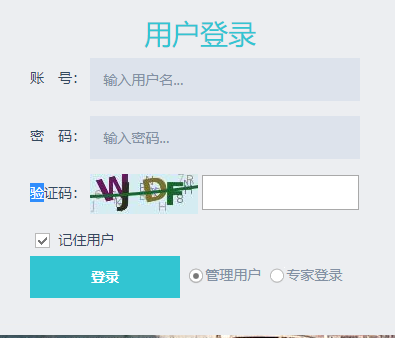 用户登录
账 号： 输入用户名...
密 码： 输入密码...
验证码： WJDF
记住用户
登录 管理用户 专家登录